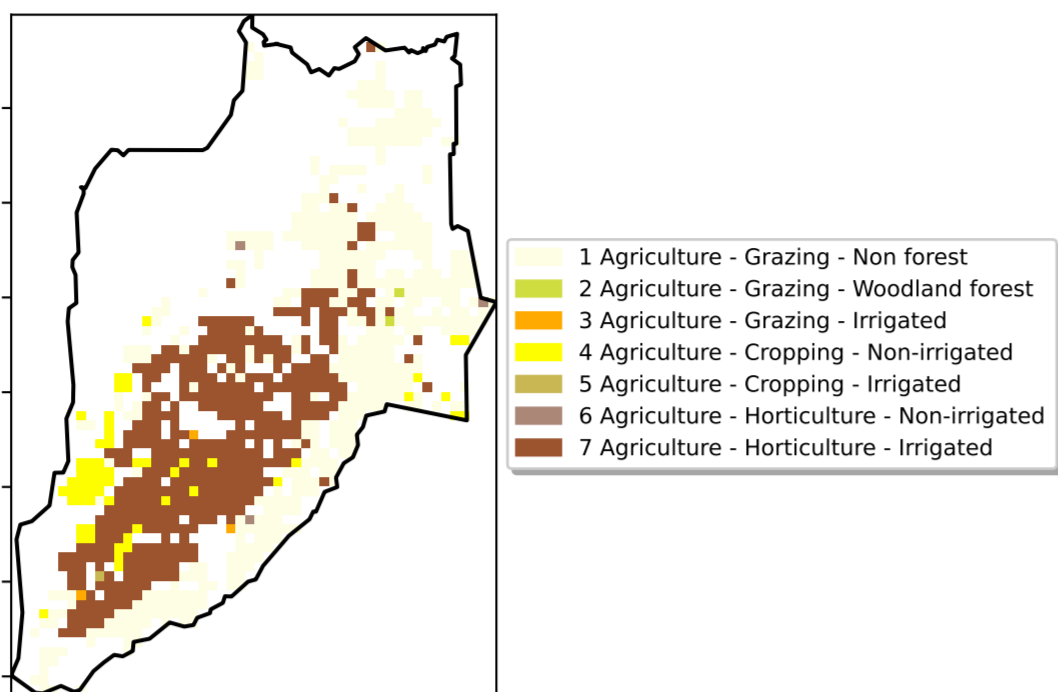 1 Agriculture - Grazing - Non forest
2 Agriculture - Grazing - Woodland forest
3 Agriculture - Grazing - Irrigated
4 Agriculture - Cropping - Non-irrigated
5 Agriculture - Cropping - Irrigated
6 Agriculture - Horticulture - Non-irrigated
7 Agriculture - Horticulture - Irrigated